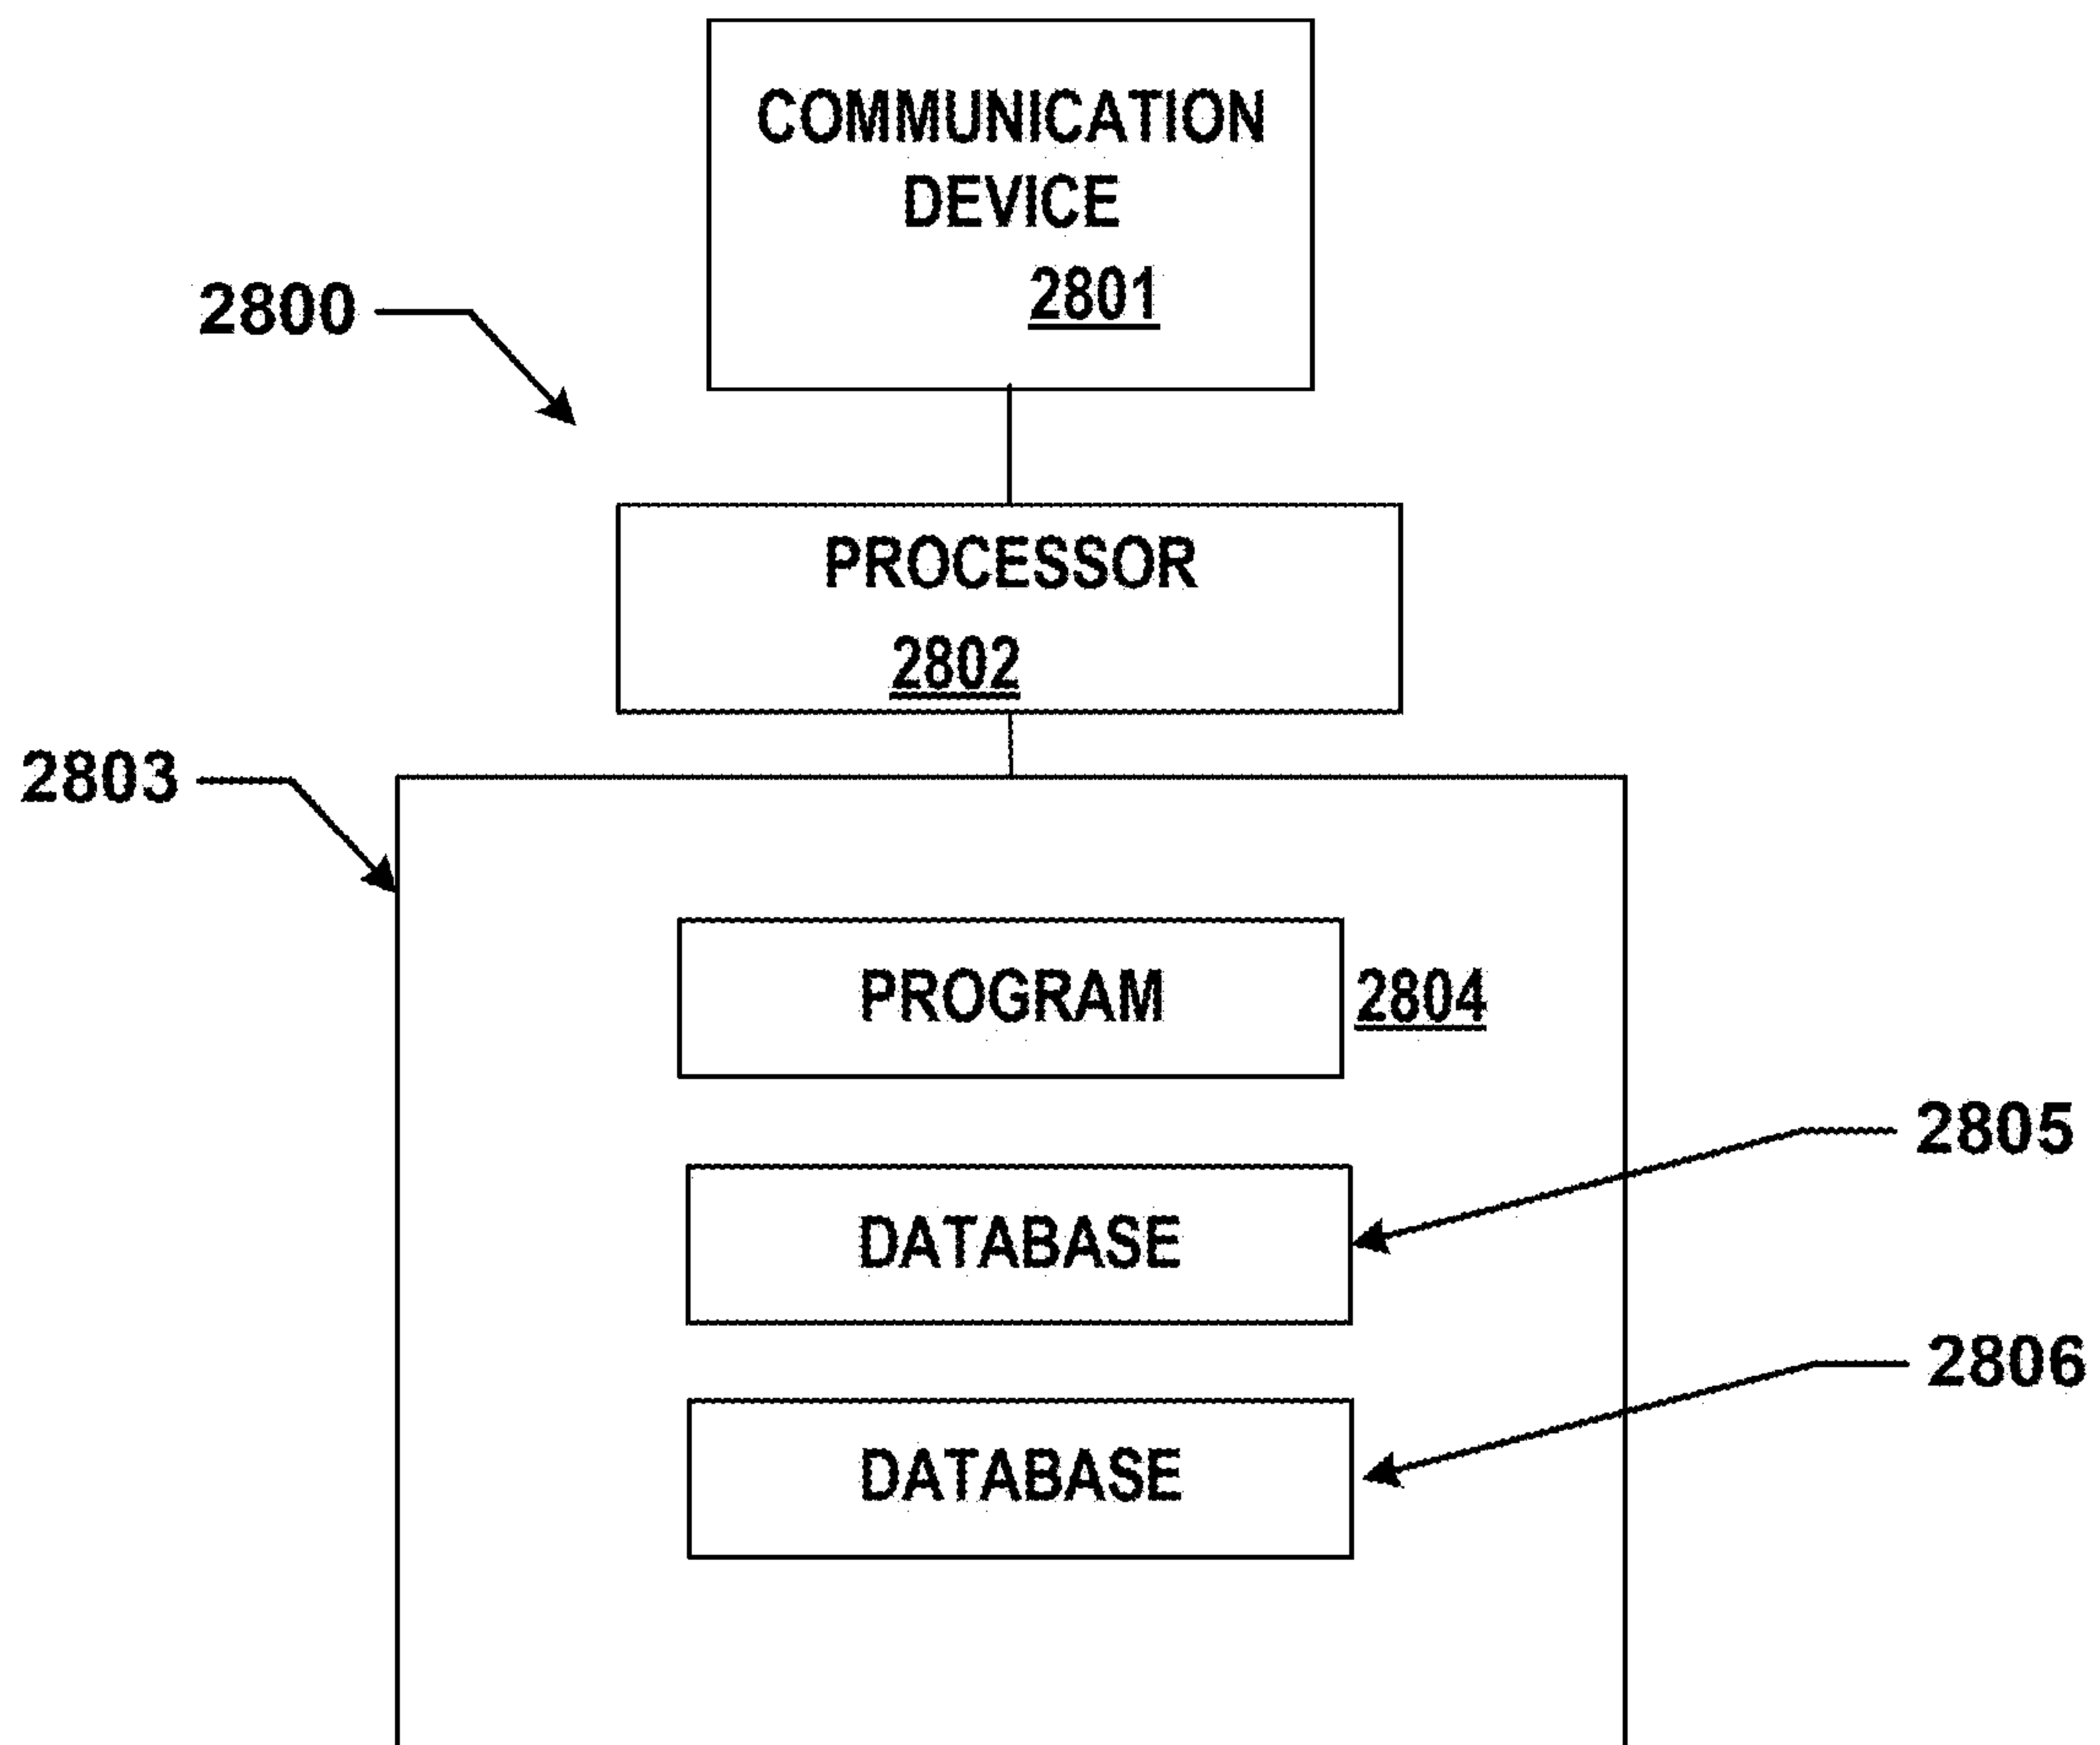 COMMUNICATION
DEVICE
2801
2800
PROCESSOR
2802
2803
PROGRAM 2804
2805
DATABASE
2806
DATABASE